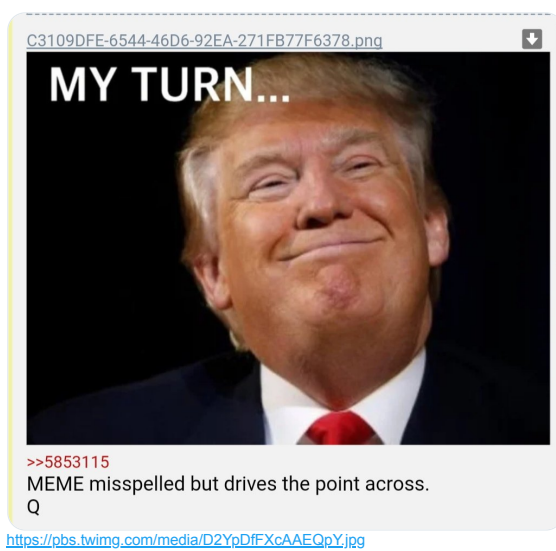 C3109DFE-6544-46D6-92EA-271FB77F6378.png
MY TURN...
>>5853115
MEME misspelled but drives the point across.
Q
https://pbs.twimg.com/media/D2YpDfFXcAAEQpY.jpg